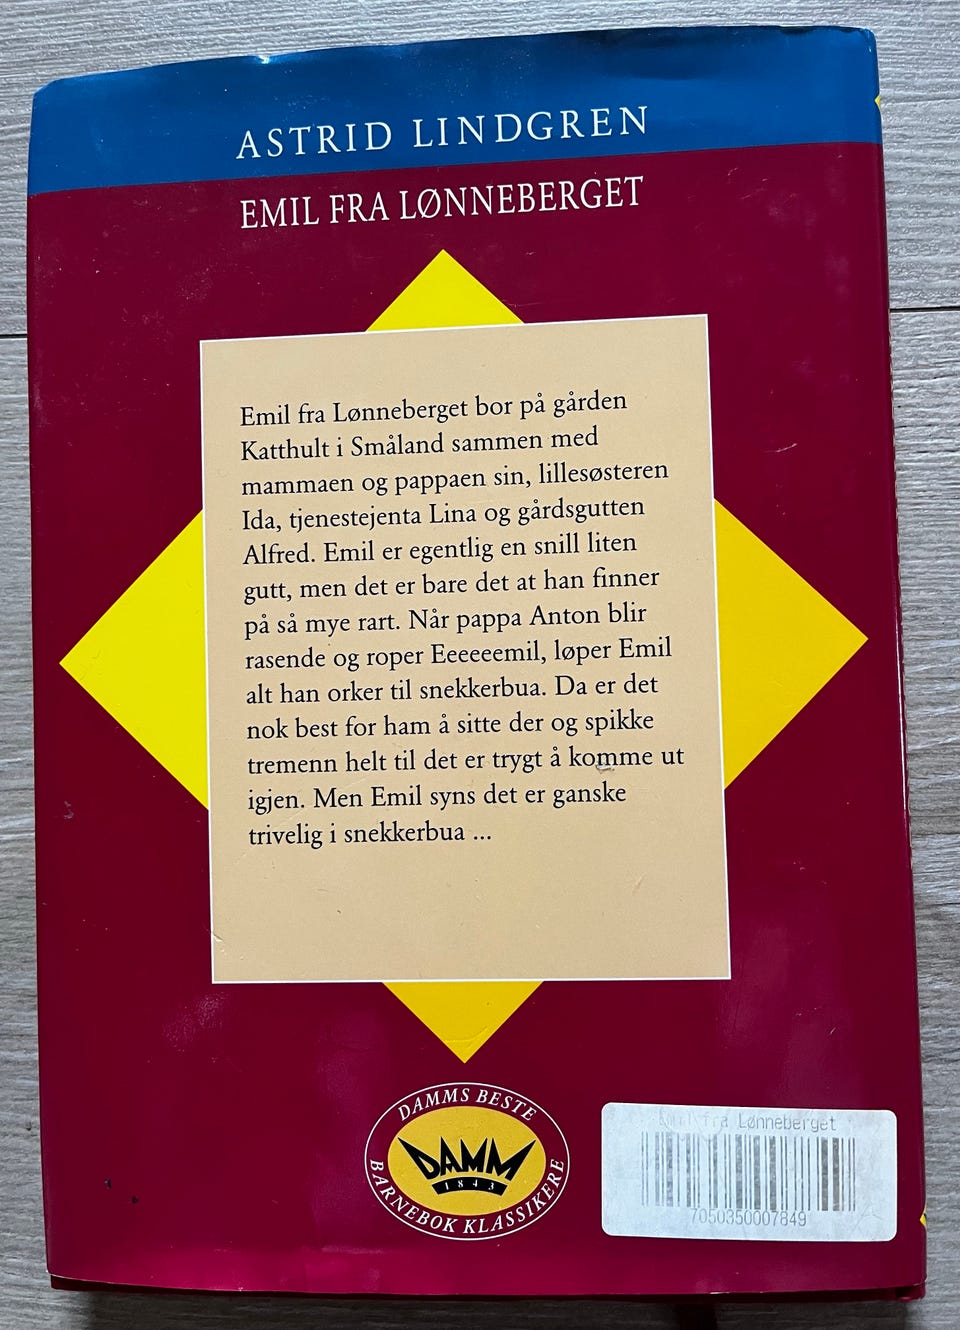 ASTRID LINDGREN
EMIL FRA LØNNEBERGET
Emil fra Lønneberget bor på gården
Katthult i Småland sammen med
mammaen og pappaen sin, lillesøsteren
Ida, tjenestejenta Lina og gårdsgutten
Alfred. Emil er egentlig en snill liten
gutt, men det er bare det at han finner
på så mye rart. Når pappa Anton blir
rasende og roper Eeeeeemil, løper Emil
alt han orker til snekkerbua. Da er det
nok best for ham å sitte der og spikke
tremenn helt til det er trygt å komme ut
igjen. Men Emil syns det er ganske
trivelig i snekkerbua ...
DAMMS BESTE
DAMM
1843
BARNEBOK KLASSIKERE
Emil fra Lønneberget
7050350007849